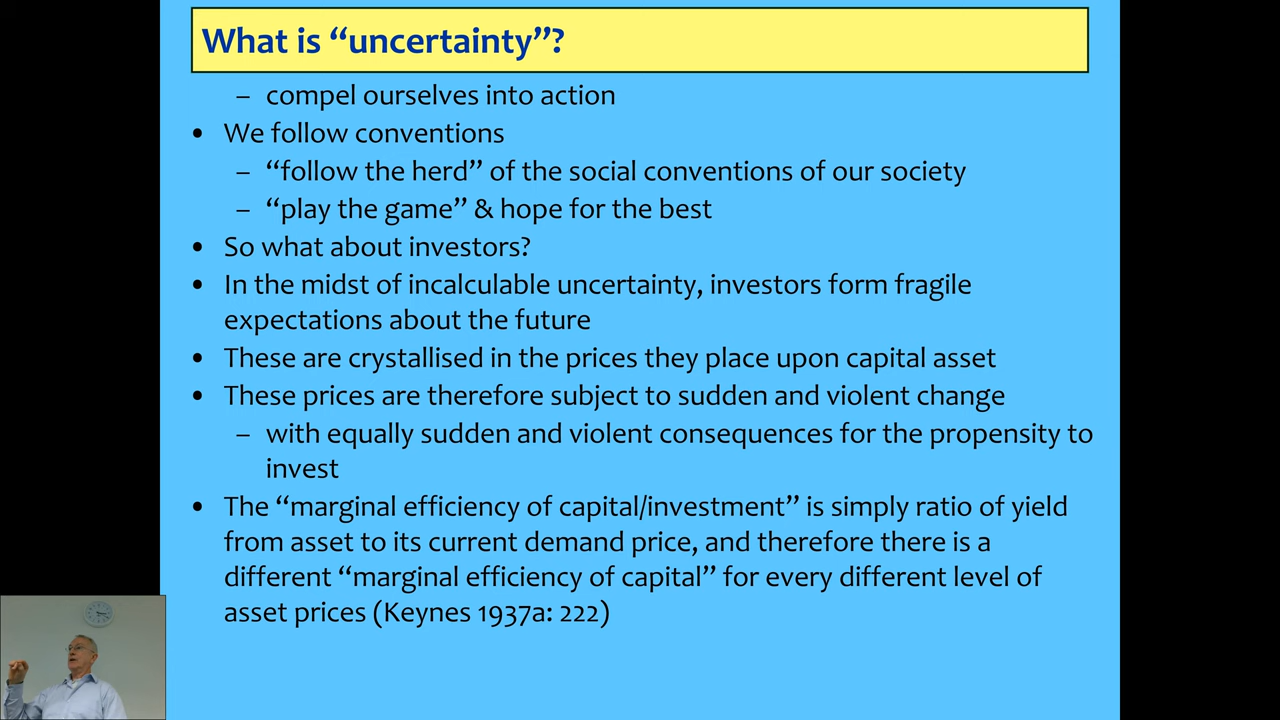 What is “uncertainty”?
– compel ourselves into action
• We follow conventions
– “follow the herd” of the social conventions of our society
– “play the game” & hope for the best
• So what about investors?
• In the midst of incalculable uncertainty, investors form fragile
expectations about the future
• These are crystallised in the prices they place upon capital asset
• These prices are therefore subject to sudden and violent change
– with equally sudden and violent consequences for the propensity to
invest
• The “marginal efficiency of capital/investment” is simply ratio of yield
from asset to its current demand price, and therefore there is a
different “marginal efficiency of capital” for every different level of
asset prices (Keynes 1937a: 222)